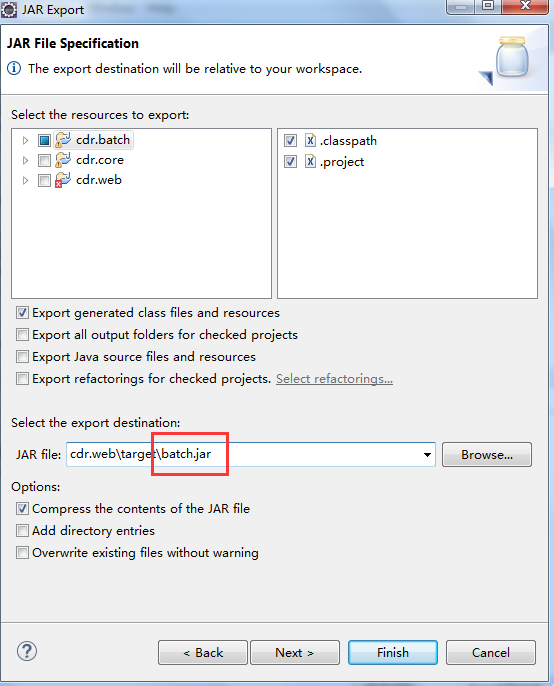 JAR Export
JAR File Specification
The export destination will be relative to your workspace.
Select the resources to export:
cdr.batch
cdr.core
cdr.web
.classpath
.project
Export generated class files and resources
Export all output folders for checked projects
Export Java source files and resources
Export refactorings for checked projects. Select refactorings...
Select the export destination:
JAR file: cdr.web\target\batch.jar Browse...
Options:
Compress the contents of the JAR file
Add directory entries
Overwrite existing files without warning
< Back Next > Finish Cancel